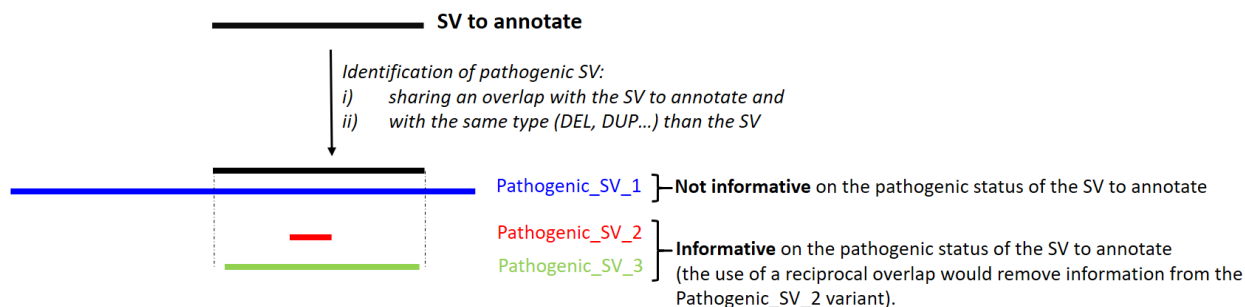 SV to annotate
Identification of pathogenic SV:
i) sharing an overlap with the SV to annotate and
ii) with the same type (DEL, DUP…) than the SV
Pathogenic_SV_1
Not informative on the pathogenic status of the SV to annotate
Pathogenic_SV_2
Pathogenic_SV_3
Informative on the pathogenic status of the SV to annotate
(the use of a reciprocal overlap would remove information from the
Pathogenic_SV_2 variant).